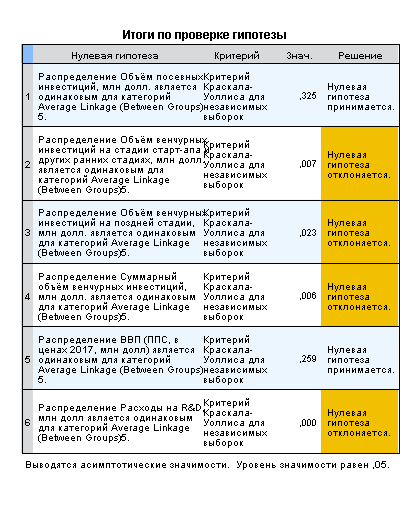 Итоги по проверке гипотезы
Нулевая гипотеза Критерий Знач. Решение
1
Распределение Объём посевных
инвестиций, млн долл. является
одинаковым для категорий
Average Linkage (Between Groups)
5.
Критерий
Краскала-
Уоллиса для
независимых
выборок
,325
Нулевая
гипотеза
принимается.
2
Распределение Объём венчурных
инвестиций на стадии старт-апа и
других ранних стадиях, млн долл.
является одинаковым для
категорий Average Linkage
(Between Groups)5.
Критерий
Краскала-
Уоллиса для
независимых
выборок
,007
Нулевая
гипотеза
отклоняется.
3
Распределение Объём венчурных
инвестиций на поздней стадии,
млн долл. является одинаковым
для категорий Average Linkage
(Between Groups)5.
Критерий
Краскала-
Уоллиса для
независимых
выборок
,023
Нулевая
гипотеза
отклоняется.
4
Распределение Суммарный
объём венчурных инвестиций,
млн долл. является одинаковым
для категорий Average Linkage
(Between Groups)5.
Критерий
Краскала-
Уоллиса для
независимых
выборок
,006
Нулевая
гипотеза
отклоняется.
5
Распределение ВВП (ППС, в
ценах 2017, млн долл) является
одинаковым для категорий
Average Linkage (Between Groups)
5.
Критерий
Краскала-
Уоллиса для
независимых
выборок
,259
Нулевая
гипотеза
принимается.
6
Распределение Расходы на R&D,
млн долл является одинаковым
для категорий Average Linkage
(Between Groups)5.
Критерий
Краскала-
Уоллиса для
независимых
выборок
,000
Нулевая
гипотеза
отклоняется.
Выводятся асимптотические значимости. Уровень значимости равен ,05.